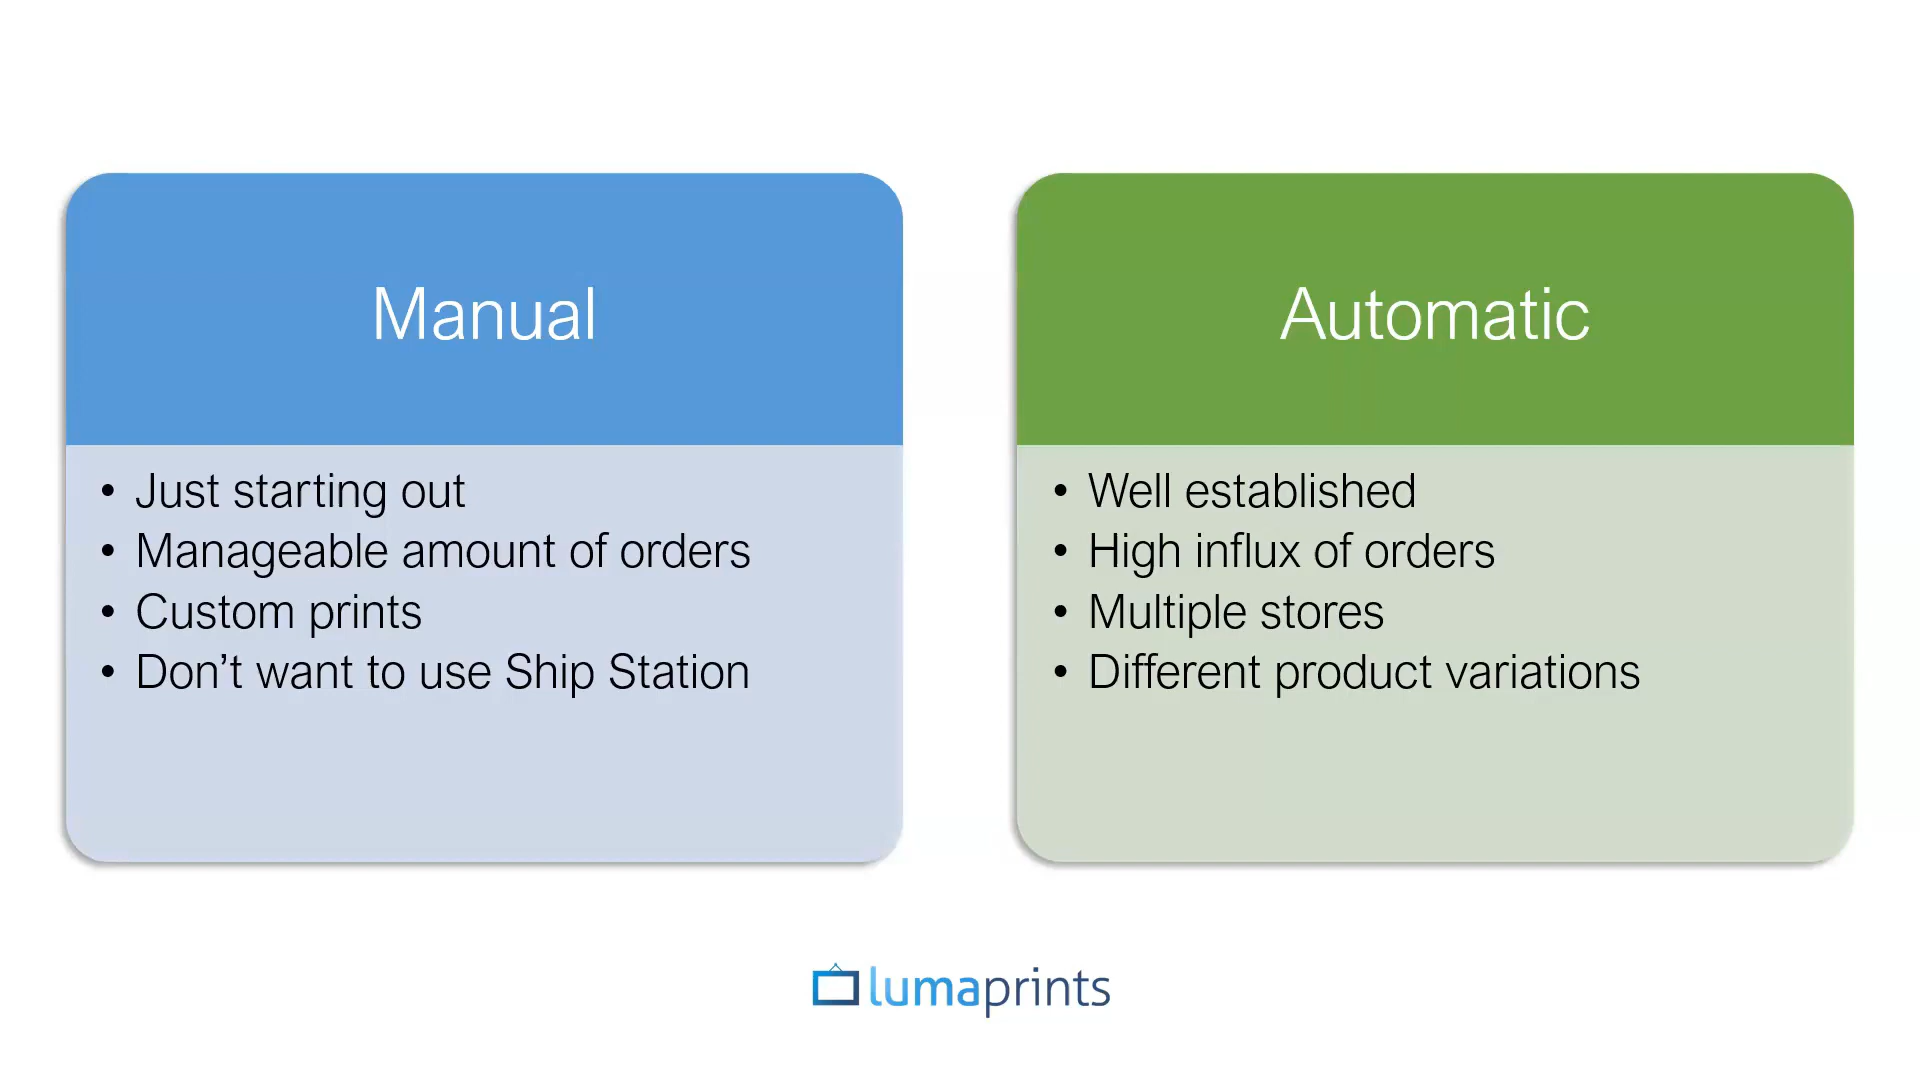 Manual
• Just starting out
• Manageable amount of orders
• Custom prints
• Don’t want to use Ship Station
Automatic
• Well established
• High influx of orders
• Multiple stores
• Different product variations
lumaprints